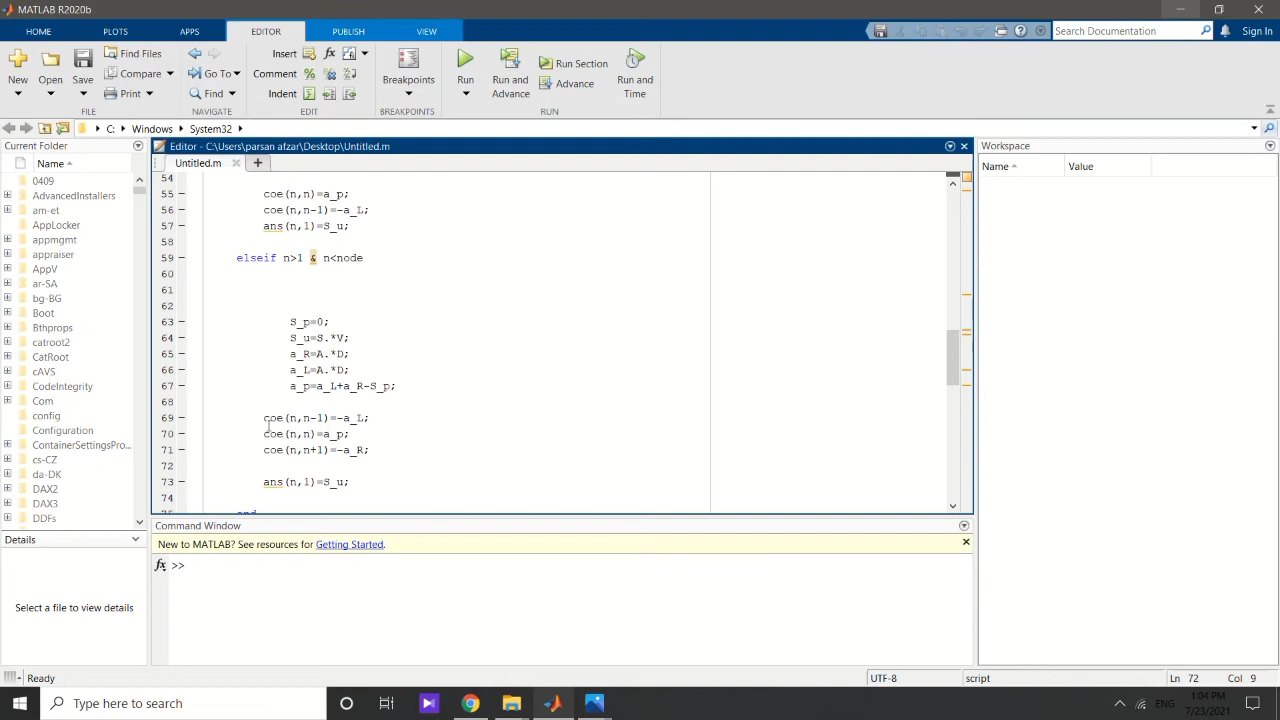 MATLAB R2020b
HOME PLOTS APPS EDITOR PUBLISH VIEW
Search Documentation
Sign In
New Open Save
Find Files
Compare
Print
FILE
Go To
Find
NAVIGATE
Insert
Comment
Indent
EDIT
Breakpoints
BREAKPOINTS
Run
Run and Advance
Run Section
Advance
Run and Time
RUN
C: Windows System32
Current Folder
Name
0409
AdvancedInstallers
am-et
AppLocker
appmgmt
appraiser
AppV
ar-SA
bg-BG
Boot
Bthprops
catroot2
CatRoot
cAVS
CodeIntegrity
Com
config
Configuration
ConfigurationSettingsPro...
cs-CZ
da-DK
DAX2
DAX3
DDFs
Details
Select a file to view details
Editor - C:\Users\parsan afzar\Desktop\Untitled.m
Untitled.m
54
55 coe(n,n)=a_p;
56 coe(n,n-1)=-a_L;
57 ans(n,1)=S_u;
58
59 elseif n>1 & n<node
60
61
62
63 S_p=0;
64 S_u=S.*V;
65 a_R=A.*D;
66 a_L=A.*D;
67 a_p=a_L+a_R-S_p;
68
69 coe(n,n-1)=-a_L;
70 coe(n,n)=a_p;
71 coe(n,n+1)=-a_R;
72
73 ans(n,1)=S_u;
74
Command Window
New to MATLAB? See resources for Getting Started.
fx >>
Workspace
Name Value
Ready
UTF-8 script Ln 72 Col 9
Type here to search
ENG
1:04 PM
7/23/2021